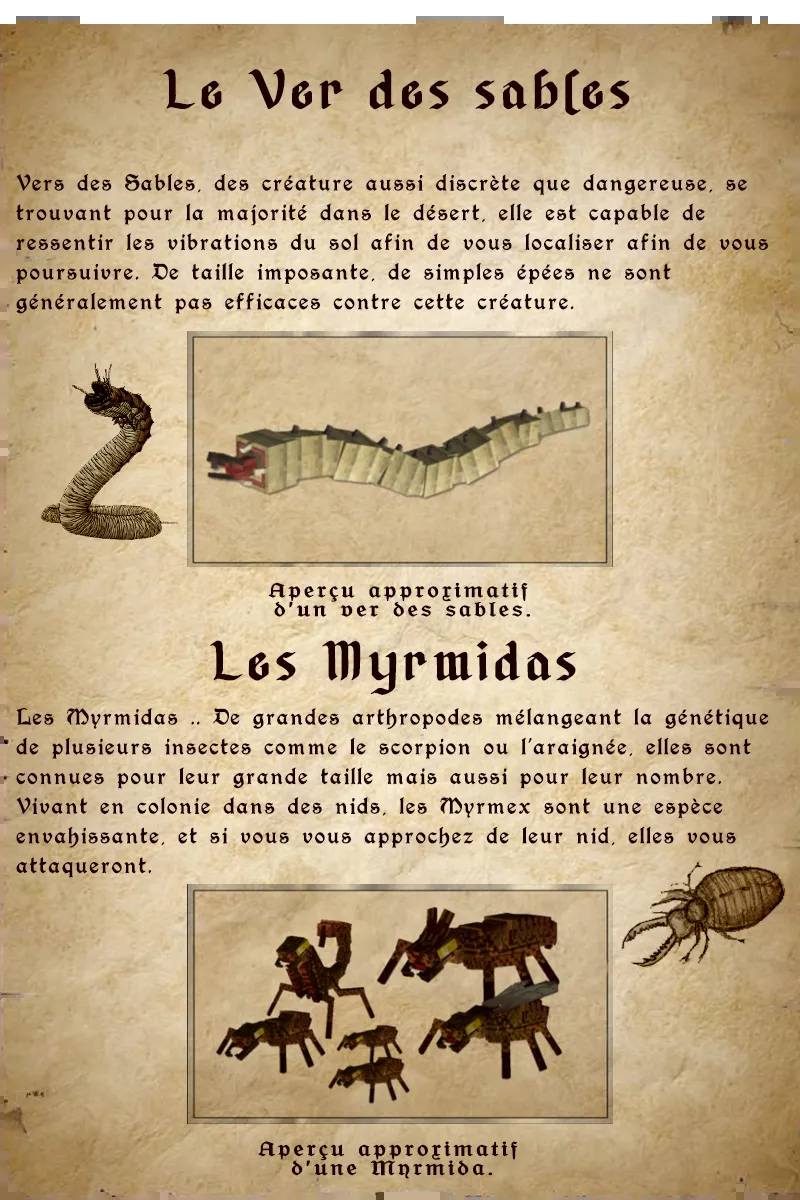 Le Ver des sables
Vers des Sables, des créature aussi discrète que dangereuse, se
trouvant pour la majorité dans le désert, elle est capable de
ressentir les vibrations du sol afin de vous localiser afin de vous
poursuivre. De taille imposante, de simples épées ne sont
généralement pas efficaces contre cette créature.
Aperçu approximatif
d'un ver des sables.
Les Myrmidas
Les Myrmidas .. De grandes arthropodes mélangeant la génétique
de plusieurs insectes comme le scorpion ou l'araignée, elles sont
connues pour leur grande taille mais aussi pour leur nombre.
Vivant en colonie dans des nids, les Myrmex sont une espèce
envahissante, et si vous vous approchez de leur nid, elles vous
attaqueront.
Aperçu approximatif
d'une Myrmida.